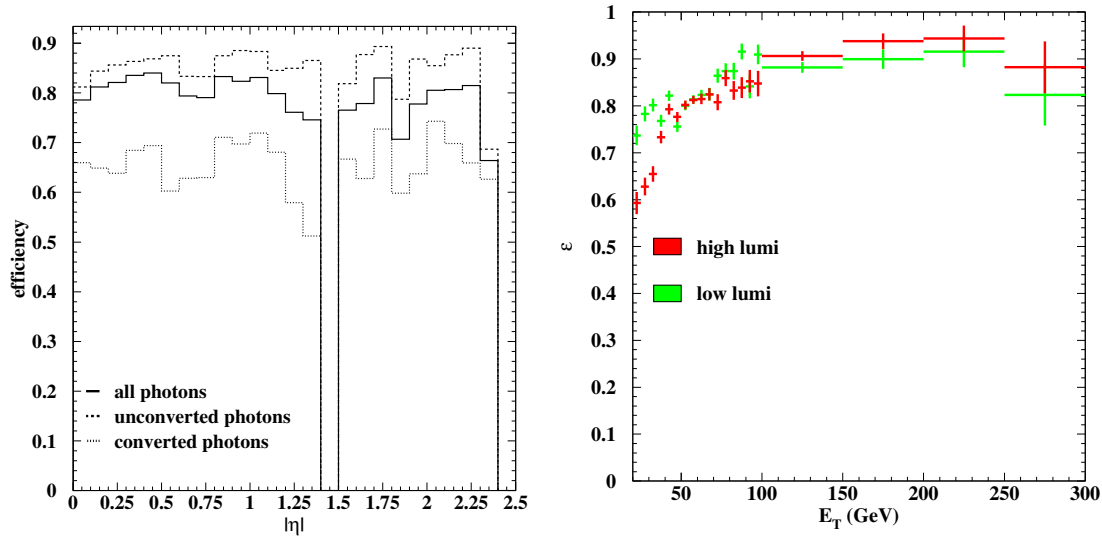 0.9
0.8
0.7
0.6
0.5
0.4
0.3
0.2
0.1
0
efficiency
all photons
unconverted photons
converted photons
0 0.25 0.5 0.75 1 1.25 1.5 1.75 2 2.25 2.5
|η|
1
0.9
0.8
0.7
0.6
0.5
0.4
0.3
0.2
0.1
0
ε
high lumi
low lumi
50 100 150 200 250 300
E_T (GeV)